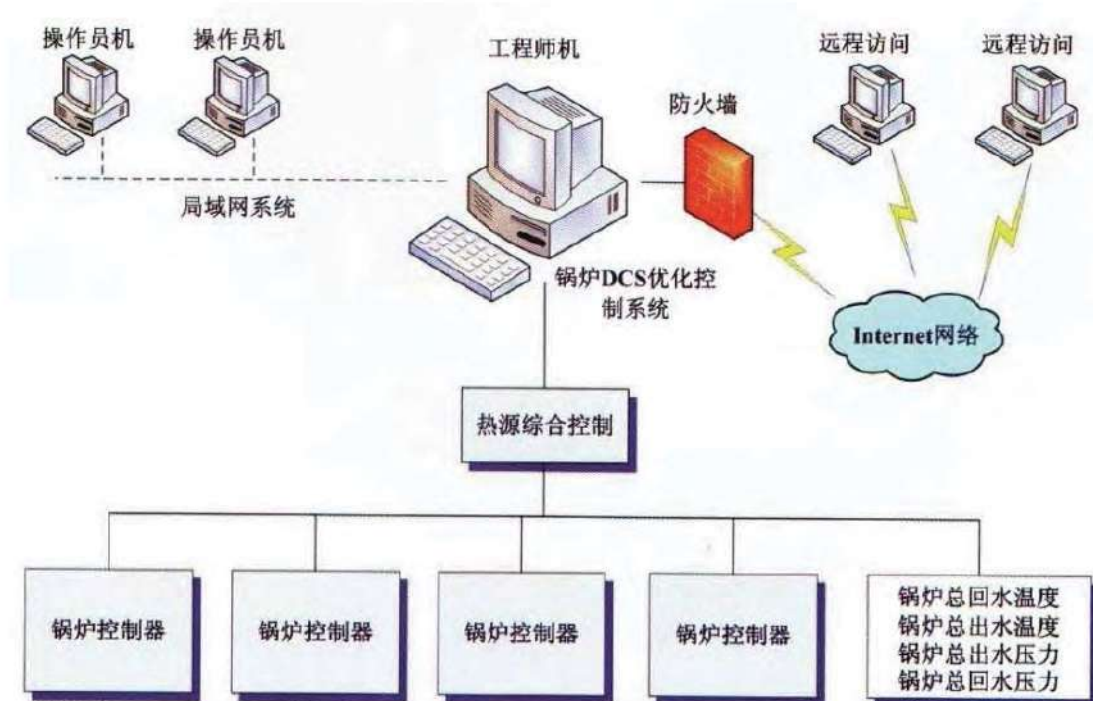 操作员机
操作员机
工程师机
远程访问
远程访问
防火墙
局域网系统
锅炉DCS优化控
制系统
Internet网络
热源综合控制
锅炉控制器
锅炉控制器
锅炉控制器
锅炉控制器
锅炉总回水温度
锅炉总出水温度
锅炉总出水压力
锅炉总回水压力